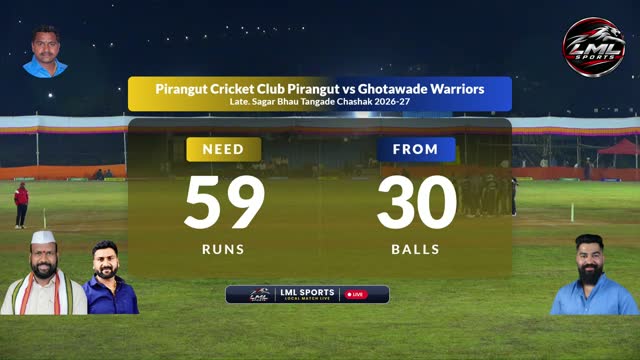 LML
SPORTS
Pirangut Cricket Club Pirangut vs Ghotawade Warriors
Late. Sagar Bhau Tangade Chashak 2026-27
NEED
FROM
59
30
RUNS
BALLS
LML SPORTS
LOCAL MATCH LIVE
LIVE